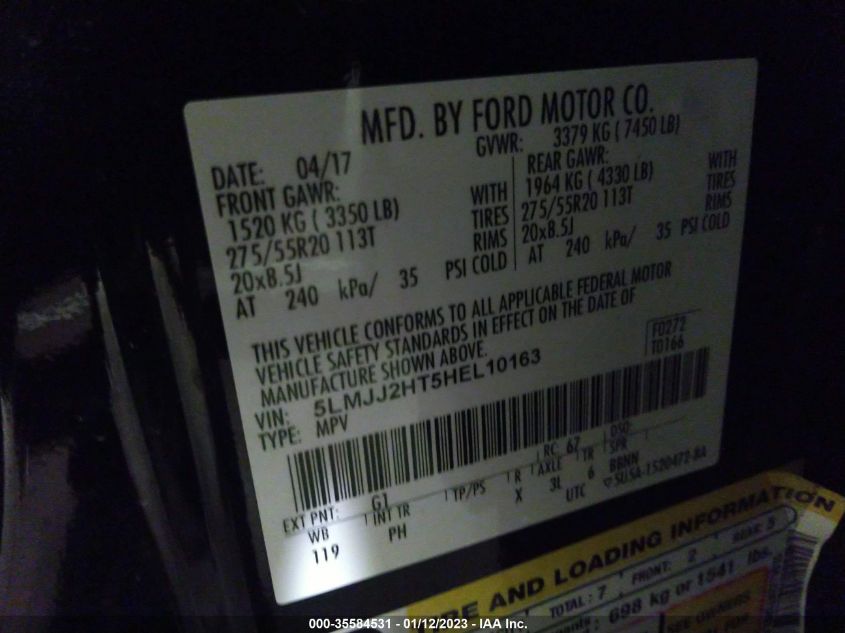 MFD. BY FORD MOTOR CO.
DATE: 04/17
GVWR: 3379 KG ( 7450 LB)
FRONT GAWR:
1520 KG ( 3350 LB)
WITH
275/55R20 113T
TIRES
20x8.5J
RIMS
AT 240 kPa/ 35 PSI COLD
REAR GAWR:
1964 KG ( 4330 LB)
WITH
275/55R20 113T
TIRES
20x8.5J
RIMS
AT 240 kPa/ 35 PSI COLD
THIS VEHICLE CONFORMS TO ALL APPLICABLE FEDERAL MOTOR
VEHICLE SAFETY STANDARDS IN EFFECT ON THE DATE OF
MANUFACTURE SHOWN ABOVE.
F0272
T0166
VIN: 5LMJJ2HT5HEL10163
TYPE: MPV
EXT PNT: G1 RC: 67 DSO:
WB INT TR TP/PS R AXLE TR SPR
119 PH X 3L 6 BBNN
UTC
TIRE AND LOADING INFORMATION
TOTAL: 7 FRONT: 2 REAR: 5
698 kg or 1541 lbs.
SEE OWNERS
000-35584531 - 01/12/2023 - IAA Inc.